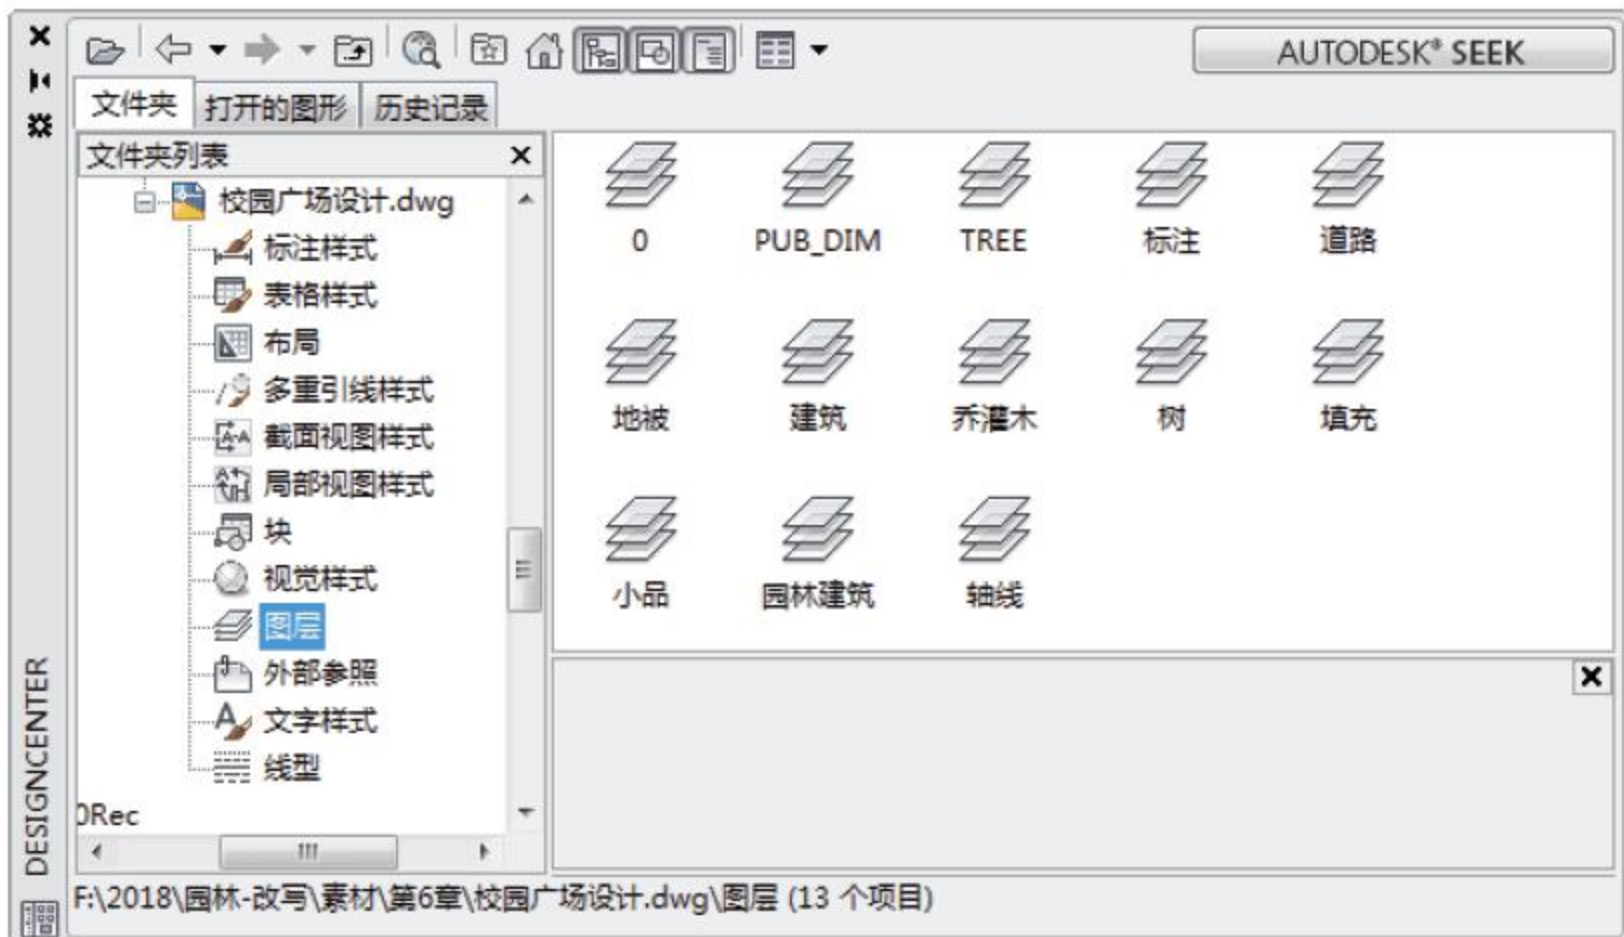 AUTODESK® SEEK
文件夹 打开的图形 历史记录
文件夹列表
校园广场设计.dwg
标注样式
表格样式
布局
多重引线样式
截面视图样式
局部视图样式
块
视觉样式
图层
外部参照
文字样式
线型
0Rec
0 PUB_DIM TREE 标注 道路
地被 建筑 乔灌木 树 填充
小品 园林建筑 轴线
DESIGNCENTER
F:\2018\园林-改写\素材\第6章\校园广场设计.dwg\图层 (13 个项目)